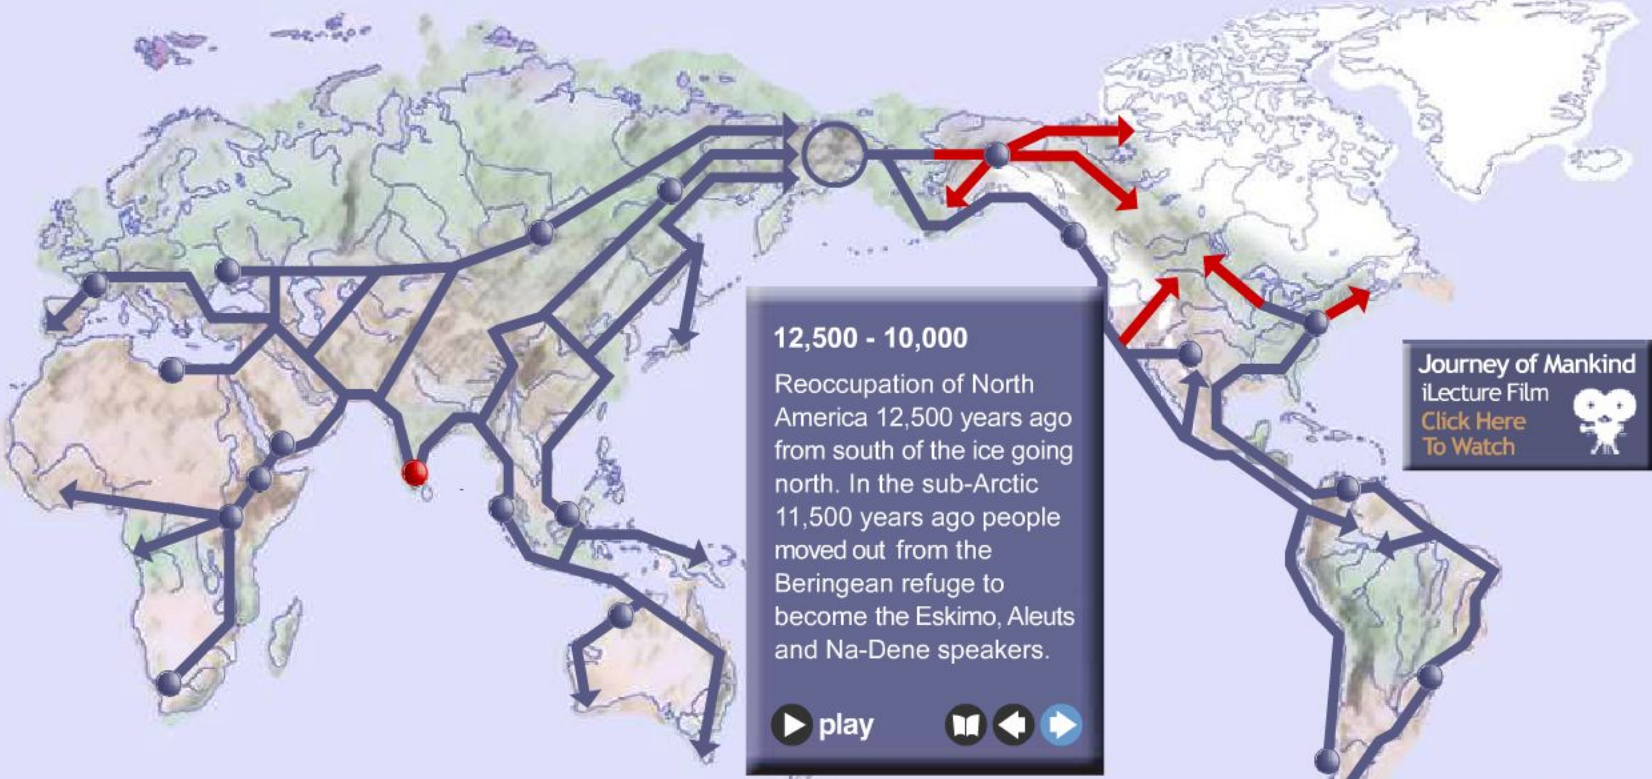 12,500 - 10,000
Reoccupation of North
America 12,500 years ago
from south of the ice going
north. In the sub-Arctic
11,500 years ago people
moved out from the
Beringean refuge to
become the Eskimo, Aleuts
and Na-Dene speakers.
play
Journey of Mankind
iLecture Film
Click Here
To Watch